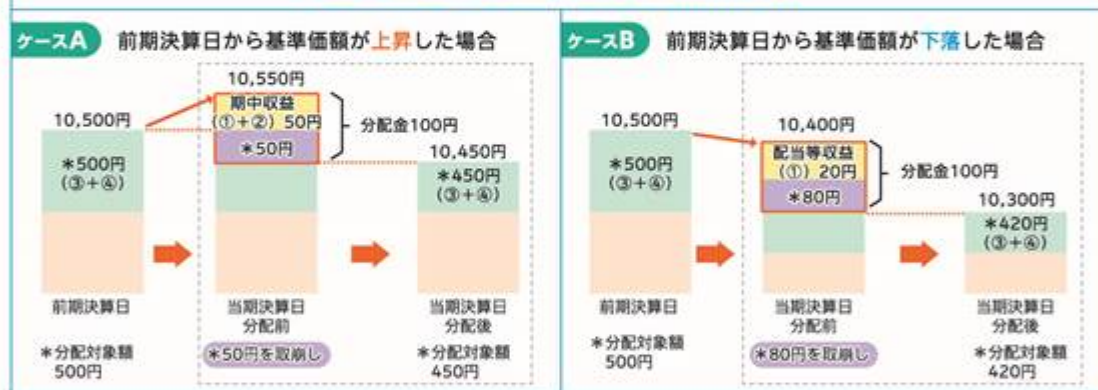 ケースA 前期決算日から基準価額が上昇した場合
10,550円
期中収益
(①+②) 50円
*50円
分配金100円
10,500円
*500円
(③+④)
10,450円
*450円
(③+④)
前期決算日
当期決算日
分配前
当期決算日
分配後
*分配対象額
500円
*50円を取崩し
*分配対象額
450円
ケースB 前期決算日から基準価額が下落した場合
10,500円
*500円
(③+④)
10,400円
配当等収益
(①) 20円
*80円
分配金100円
10,300円
*420円
(③+④)
前期決算日
当期決算日
分配前
当期決算日
分配後
*分配対象額
500円
*80円を取崩し
*分配対象額
420円